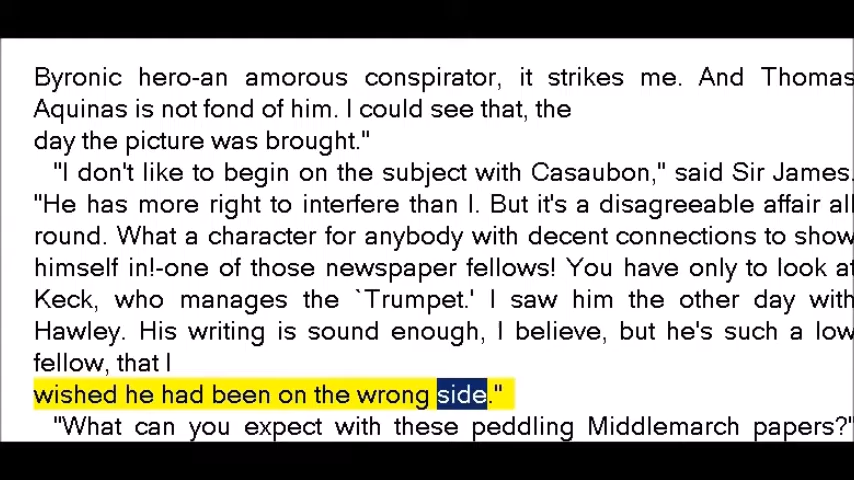 Byronic hero-an amorous conspirator, it strikes me. And Thomas
Aquinas is not fond of him. I could see that, the
day the picture was brought."
"I don't like to begin on the subject with Casaubon," said Sir James.
"He has more right to interfere than I. But it's a disagreeable affair all
round. What a character for anybody with decent connections to show
himself in!-one of those newspaper fellows! You have only to look at
Keck, who manages the `Trumpet.' I saw him the other day with
Hawley. His writing is sound enough, I believe, but he's such a low
fellow, that I
wished he had been on the wrong side."
"What can you expect with these peddling Middlemarch papers?"